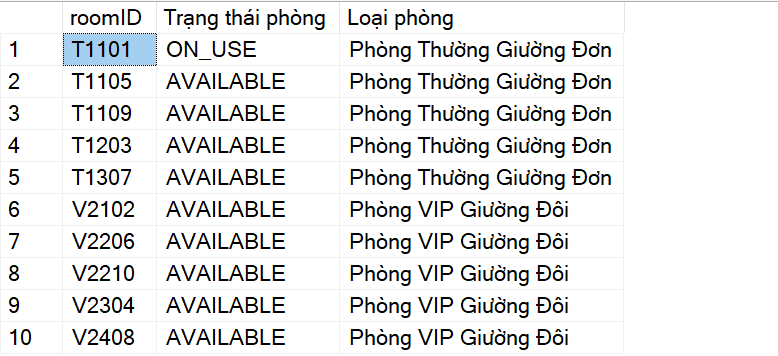 roomID Trạng thái phòng Loại phòng
1 T1101 ON_USE Phòng Thường Giường Đơn
2 T1105 AVAILABLE Phòng Thường Giường Đơn
3 T1109 AVAILABLE Phòng Thường Giường Đơn
4 T1203 AVAILABLE Phòng Thường Giường Đơn
5 T1307 AVAILABLE Phòng Thường Giường Đơn
6 V2102 AVAILABLE Phòng VIP Giường Đôi
7 V2206 AVAILABLE Phòng VIP Giường Đôi
8 V2210 AVAILABLE Phòng VIP Giường Đôi
9 V2304 AVAILABLE Phòng VIP Giường Đôi
10 V2408 AVAILABLE Phòng VIP Giường Đôi